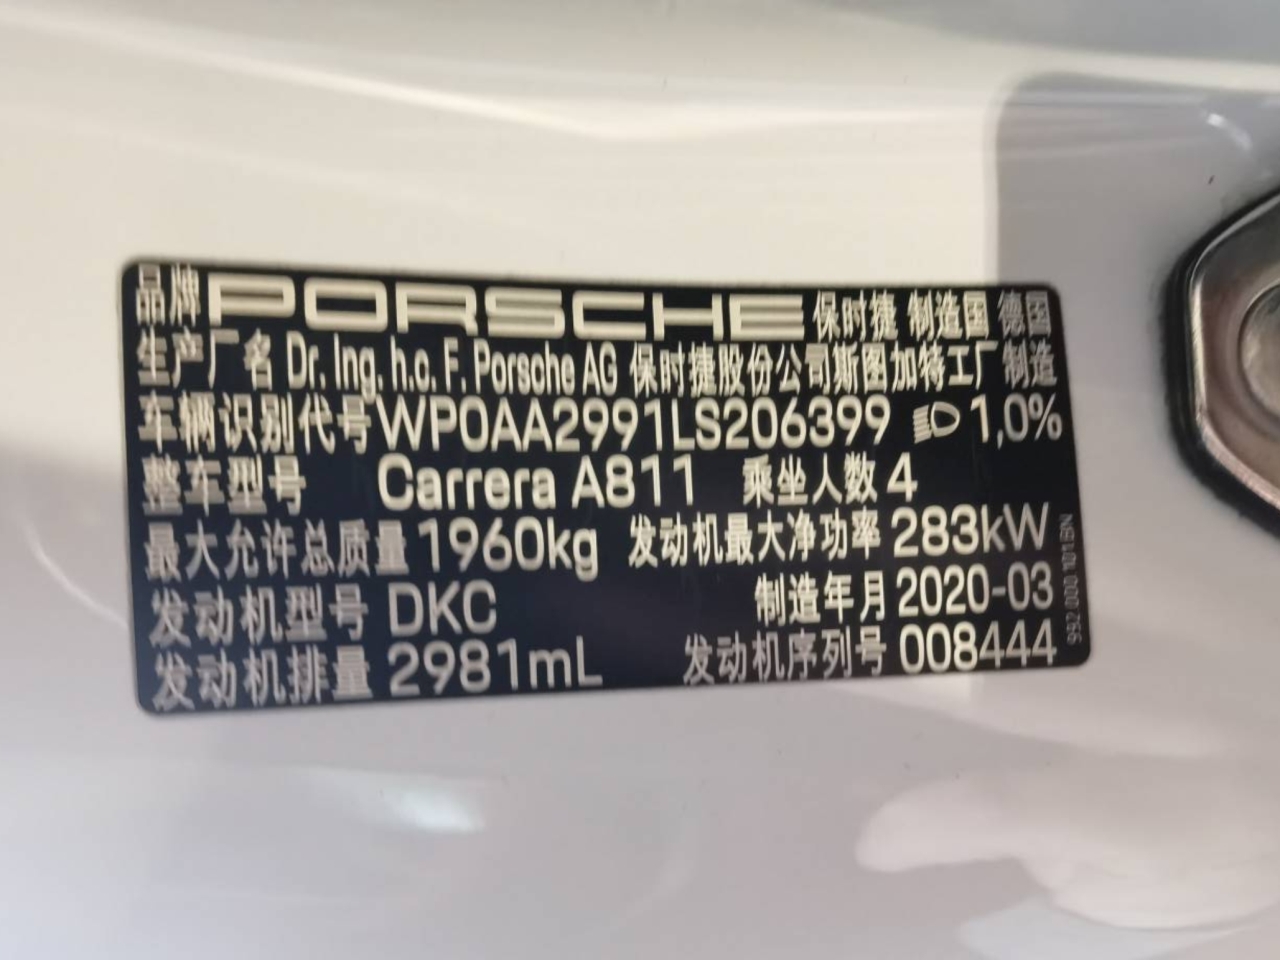 品牌 PORSCHE 保时捷 制造国 德国
生产厂名 Dr. Ing. h.c. F. Porsche AG 保时捷股份公司斯图加特工厂 制造
车辆识别代号 WP0AA2991LS206399 1,0%
整车型号 Carrera A811 乘坐人数 4
最大允许总质量 1960kg 发动机最大净功率 283kW
发动机型号 DKC 制造年月 2020-03
发动机排量 2981mL 发动机序列号 008444
992 000 101 BN